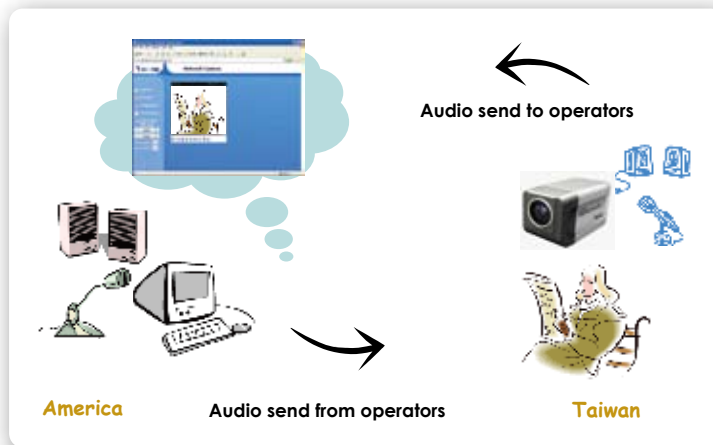 Audio send to operators
America
Audio send from operators
Taiwan